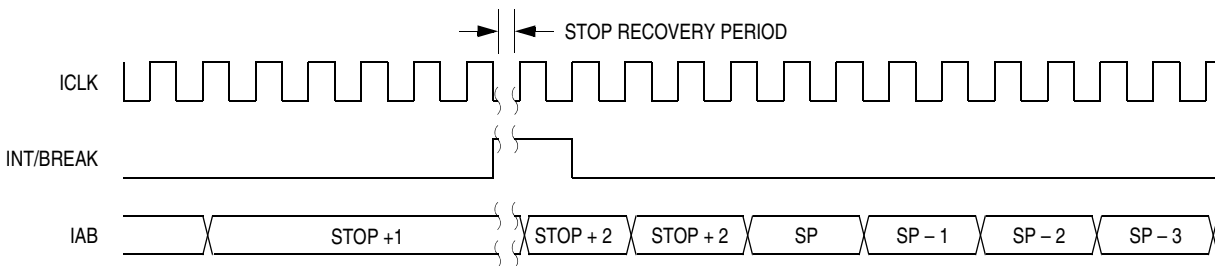 STOP RECOVERY PERIOD
ICLK
INT/BREAK
IAB
STOP +1
STOP + 2
STOP + 2
SP
SP – 1
SP – 2
SP – 3